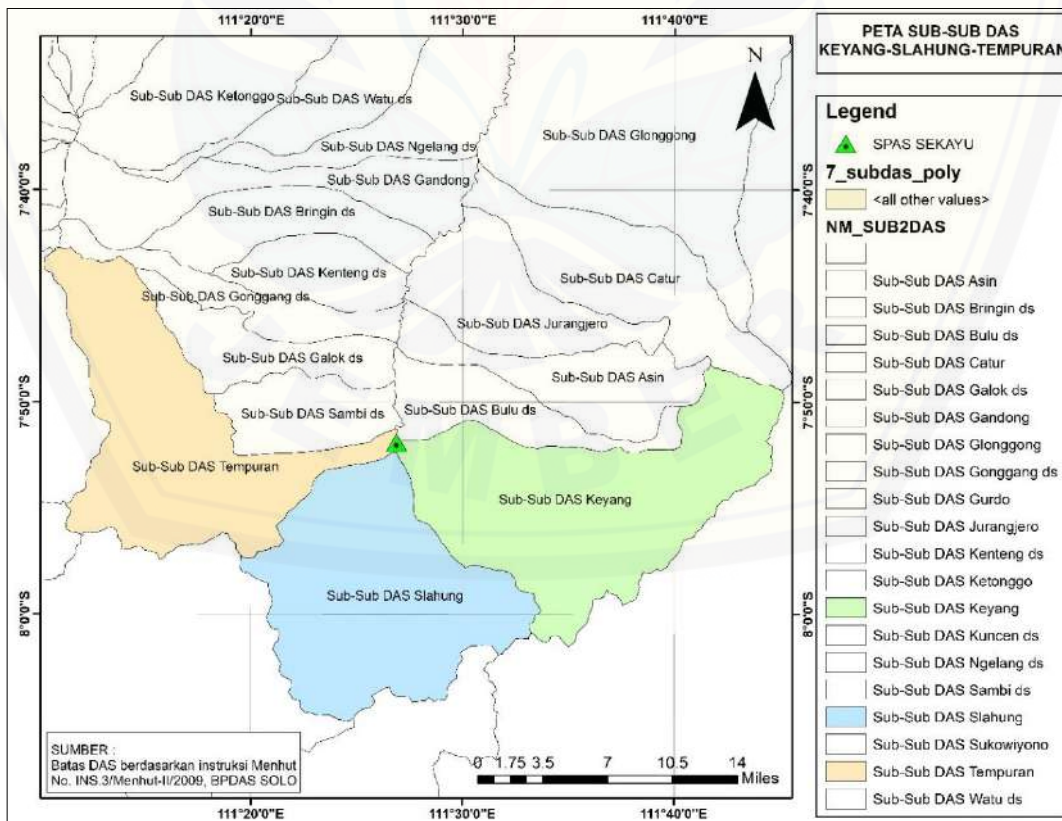 111°20'0"E 111°30'0"E 111°40'0"E
PETA SUB-SUB DAS
KEYANG-SLAHUNG-TEMPURAN
N
Sub-Sub DAS Ketonggo
Sub-Sub DAS Watu ds
Sub-Sub DAS Glonggong
Sub-Sub DAS Ngelang ds
Sub-Sub DAS Gandong
7°40'0"S 7°40'0"S
Sub-Sub DAS Bringin ds
Sub-Sub DAS Kenteng ds
Sub-Sub DAS Catur
Sub-Sub DAS Gonggang ds
Sub-Sub DAS Jurangjero
Sub-Sub DAS Galok ds
Sub-Sub DAS Asin
7°50'0"S 7°50'0"S
Sub-Sub DAS Sambi ds
Sub-Sub DAS Bulu ds
Sub-Sub DAS Tempuran
Sub-Sub DAS Keyang
Sub-Sub DAS Slahung
8°0'0"S 8°0'0"S
SUMBER :
Batas DAS berdasarkan instruksi Menhut
No. INS.3/Menhut-II/2009, BPDAS SOLO
0 1.75 3.5 7 10.5 14
Miles
111°20'0"E 111°30'0"E 111°40'0"E
Legend
SPAS SEKAYU
7_subdas_poly
<all other values>
NM_SUB2DAS
Sub-Sub DAS Asin
Sub-Sub DAS Bringin ds
Sub-Sub DAS Bulu ds
Sub-Sub DAS Catur
Sub-Sub DAS Galok ds
Sub-Sub DAS Gandong
Sub-Sub DAS Glonggong
Sub-Sub DAS Gonggang ds
Sub-Sub DAS Gurdo
Sub-Sub DAS Jurangjero
Sub-Sub DAS Kenteng ds
Sub-Sub DAS Ketonggo
Sub-Sub DAS Keyang
Sub-Sub DAS Kuncen ds
Sub-Sub DAS Ngelang ds
Sub-Sub DAS Sambi ds
Sub-Sub DAS Slahung
Sub-Sub DAS Sukowiyono
Sub-Sub DAS Tempuran
Sub-Sub DAS Watu ds